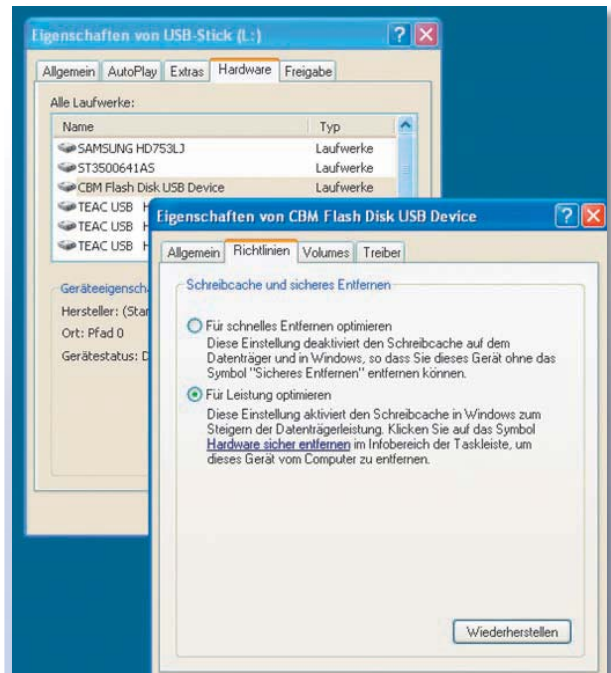 Eigenschaften von USB-Stick (L:)
Allgemein AutoPlay Extras Hardware Freigabe
Alle Laufwerke:
Name Typ
SAMSUNG HD753LJ Laufwerke
ST3500641AS Laufwerke
CBM Flash Disk USB Device Laufwerke
TEAC USB H
TEAC USB H
TEAC USB H
Geräteeigensch
Hersteller: (Star
Ort: Pfad 0
Gerätestatus: D
Eigenschaften von CBM Flash Disk USB Device
Allgemein Richtlinien Volumes Treiber
Schreibcache und sicheres Entfernen
Für schnelles Entfernen optimieren
Diese Einstellung deaktiviert den Schreibcache auf dem
Datenträger und in Windows, so dass Sie dieses Gerät ohne das
Symbol "Sicheres Entfernen" entfernen können.
Für Leistung optimieren
Diese Einstellung aktiviert den Schreibcache in Windows zum
Steigern der Datenträgerleistung. Klicken Sie auf das Symbol
Hardware sicher entfernen im Infobereich der Taskleiste, um
dieses Gerät vom Computer zu entfernen.
Wiederherstellen